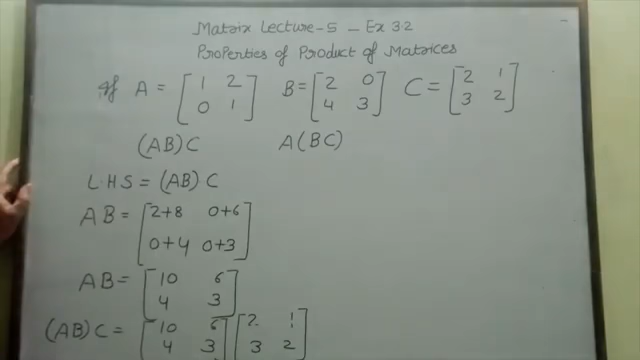 Matrix Lecture-5 - Ex 3.2
Properties of Product of Matrices
If A = [1 2 B = [2 0 C = [2 1
0 1] 4 3] 3 2]
(AB)C A(BC)
L.H.S = (AB)C
AB = [2+8 0+6
0+4 0+3]
AB = [10 6
4 3]
(AB)C = [10 6] [2 1
4 3] 3 2]